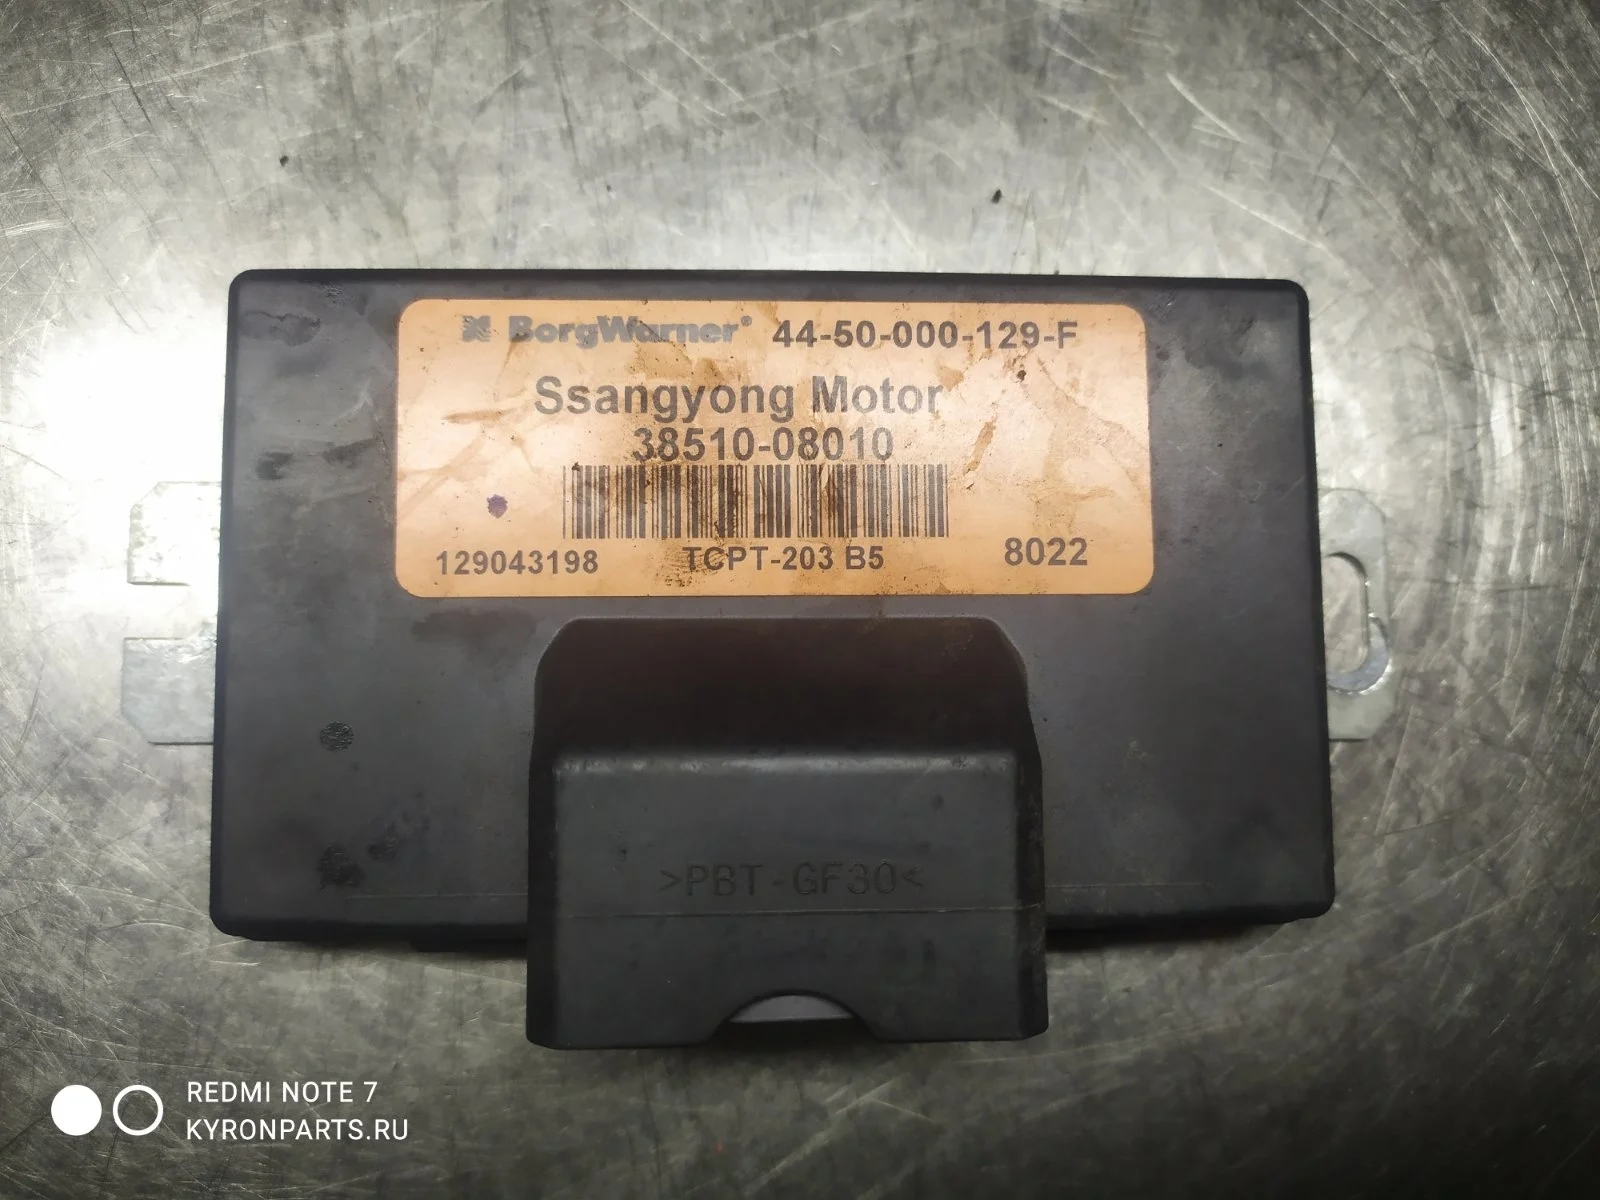 BorgWarner® 44-50-000-129-F
Ssangyong Motor
38510-08010
129043198 TCPT-203 B5 8022
>PBT-GF30<
REDMI NOTE 7
KYRONPARTS.RU